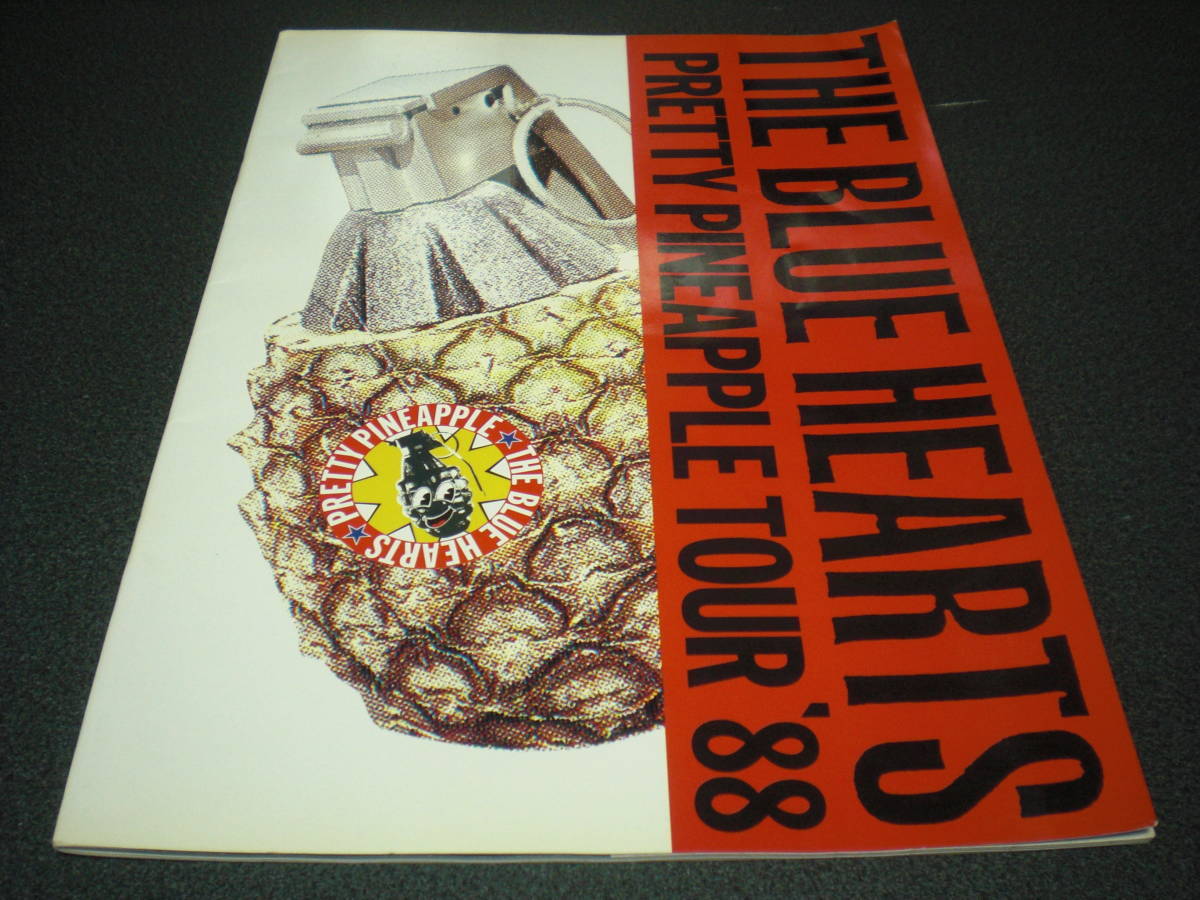 THE BLUE HEARTS
PRETTY PINEAPPLE TOUR '88
PRETTY PINEAPPLE ★ THE BLUE HEARTS ★